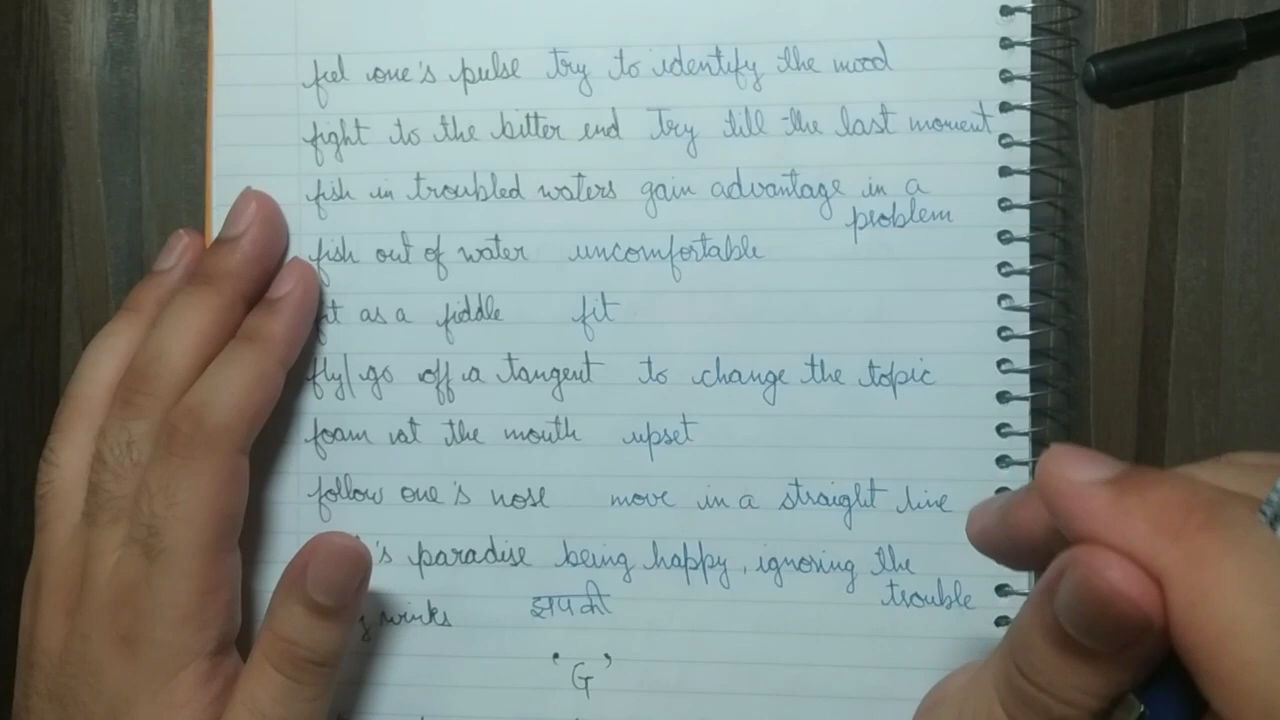 feel one's pulse try to identify the mood
fight to the bitter end Try till the last moment
fish in troubled waters gain advantage in a
problem
fish out of water uncomfortable
fit as a fiddle fit
fly/go off a tangent to change the topic
foam at the mouth upset
follow one's nose move in a straight line
's paradise being happy, ignoring the
trouble
winks झपकी
'G'